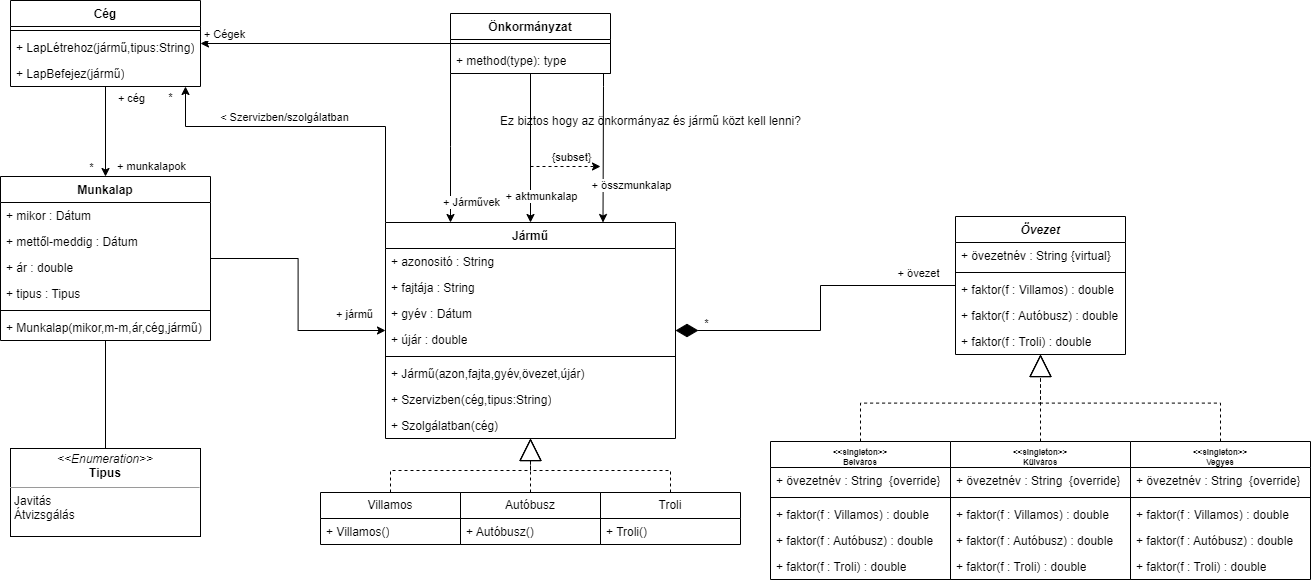 Cég
+ LapLétrehoz(jármű,tipus:String)
+ LapBefejez(jármű)
+ Cégek
Önkormányzat
+ method(type): type
+ cég
*
< Szervizben/szolgálatban
Ez biztos hogy az önkormányaz és jármű közt kell lenni?
{subset}
*
+ munkalapok
+ Járművek
+ aktmunkalap
+ összmunkalap
Munkalap
+ mikor : Dátum
+ mettől-meddig : Dátum
+ ár : double
+ tipus : Tipus
+ Munkalap(mikor,m-m,ár,cég,jármű)
+ jármű
Jármű
+ azonositó : String
+ fajtája : String
+ gyév : Dátum
+ újár : double
+ Jármű(azon,fajta,gyév,övezet,újár)
+ Szervizben(cég,tipus:String)
+ Szolgálatban(cég)
*
+ övezet
Övezet
+ övezetnév : String {virtual}
+ faktor(f : Villamos) : double
+ faktor(f : Autóbusz) : double
+ faktor(f : Troli) : double
<<Enumeration>>
Tipus
Javitás
Átvizsgálás
Villamos
+ Villamos()
Autóbusz
+ Autóbusz()
Troli
+ Troli()
<<singleton>>
Belváros
+ övezetnév : String {override}
+ faktor(f : Villamos) : double
+ faktor(f : Autóbusz) : double
+ faktor(f : Troli) : double
<<singleton>>
Külváros
+ övezetnév : String {override}
+ faktor(f : Villamos) : double
+ faktor(f : Autóbusz) : double
+ faktor(f : Troli) : double
<<singleton>>
Vegyes
+ övezetnév : String {override}
+ faktor(f : Villamos) : double
+ faktor(f : Autóbusz) : double
+ faktor(f : Troli) : double